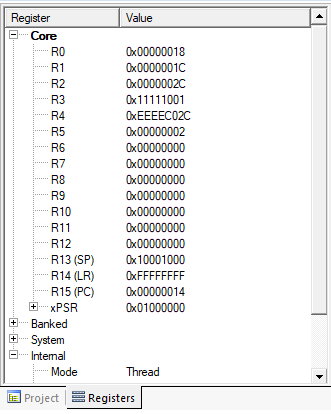 Register Value
Core
R0 0x00000018
R1 0x0000001C
R2 0x0000002C
R3 0x11111001
R4 0xEEEEC02C
R5 0x00000002
R6 0x00000000
R7 0x00000000
R8 0x00000000
R9 0x00000000
R10 0x00000000
R11 0x00000000
R12 0x00000000
R13 (SP) 0x10001000
R14 (LR) 0xFFFFFFFF
R15 (PC) 0x00000014
xPSR 0x01000000
Banked
System
Internal
Mode Thread
Project Registers